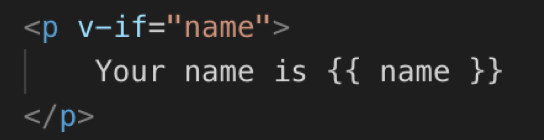 <p v-if="name">
    Your name is {{ name }}
</p>